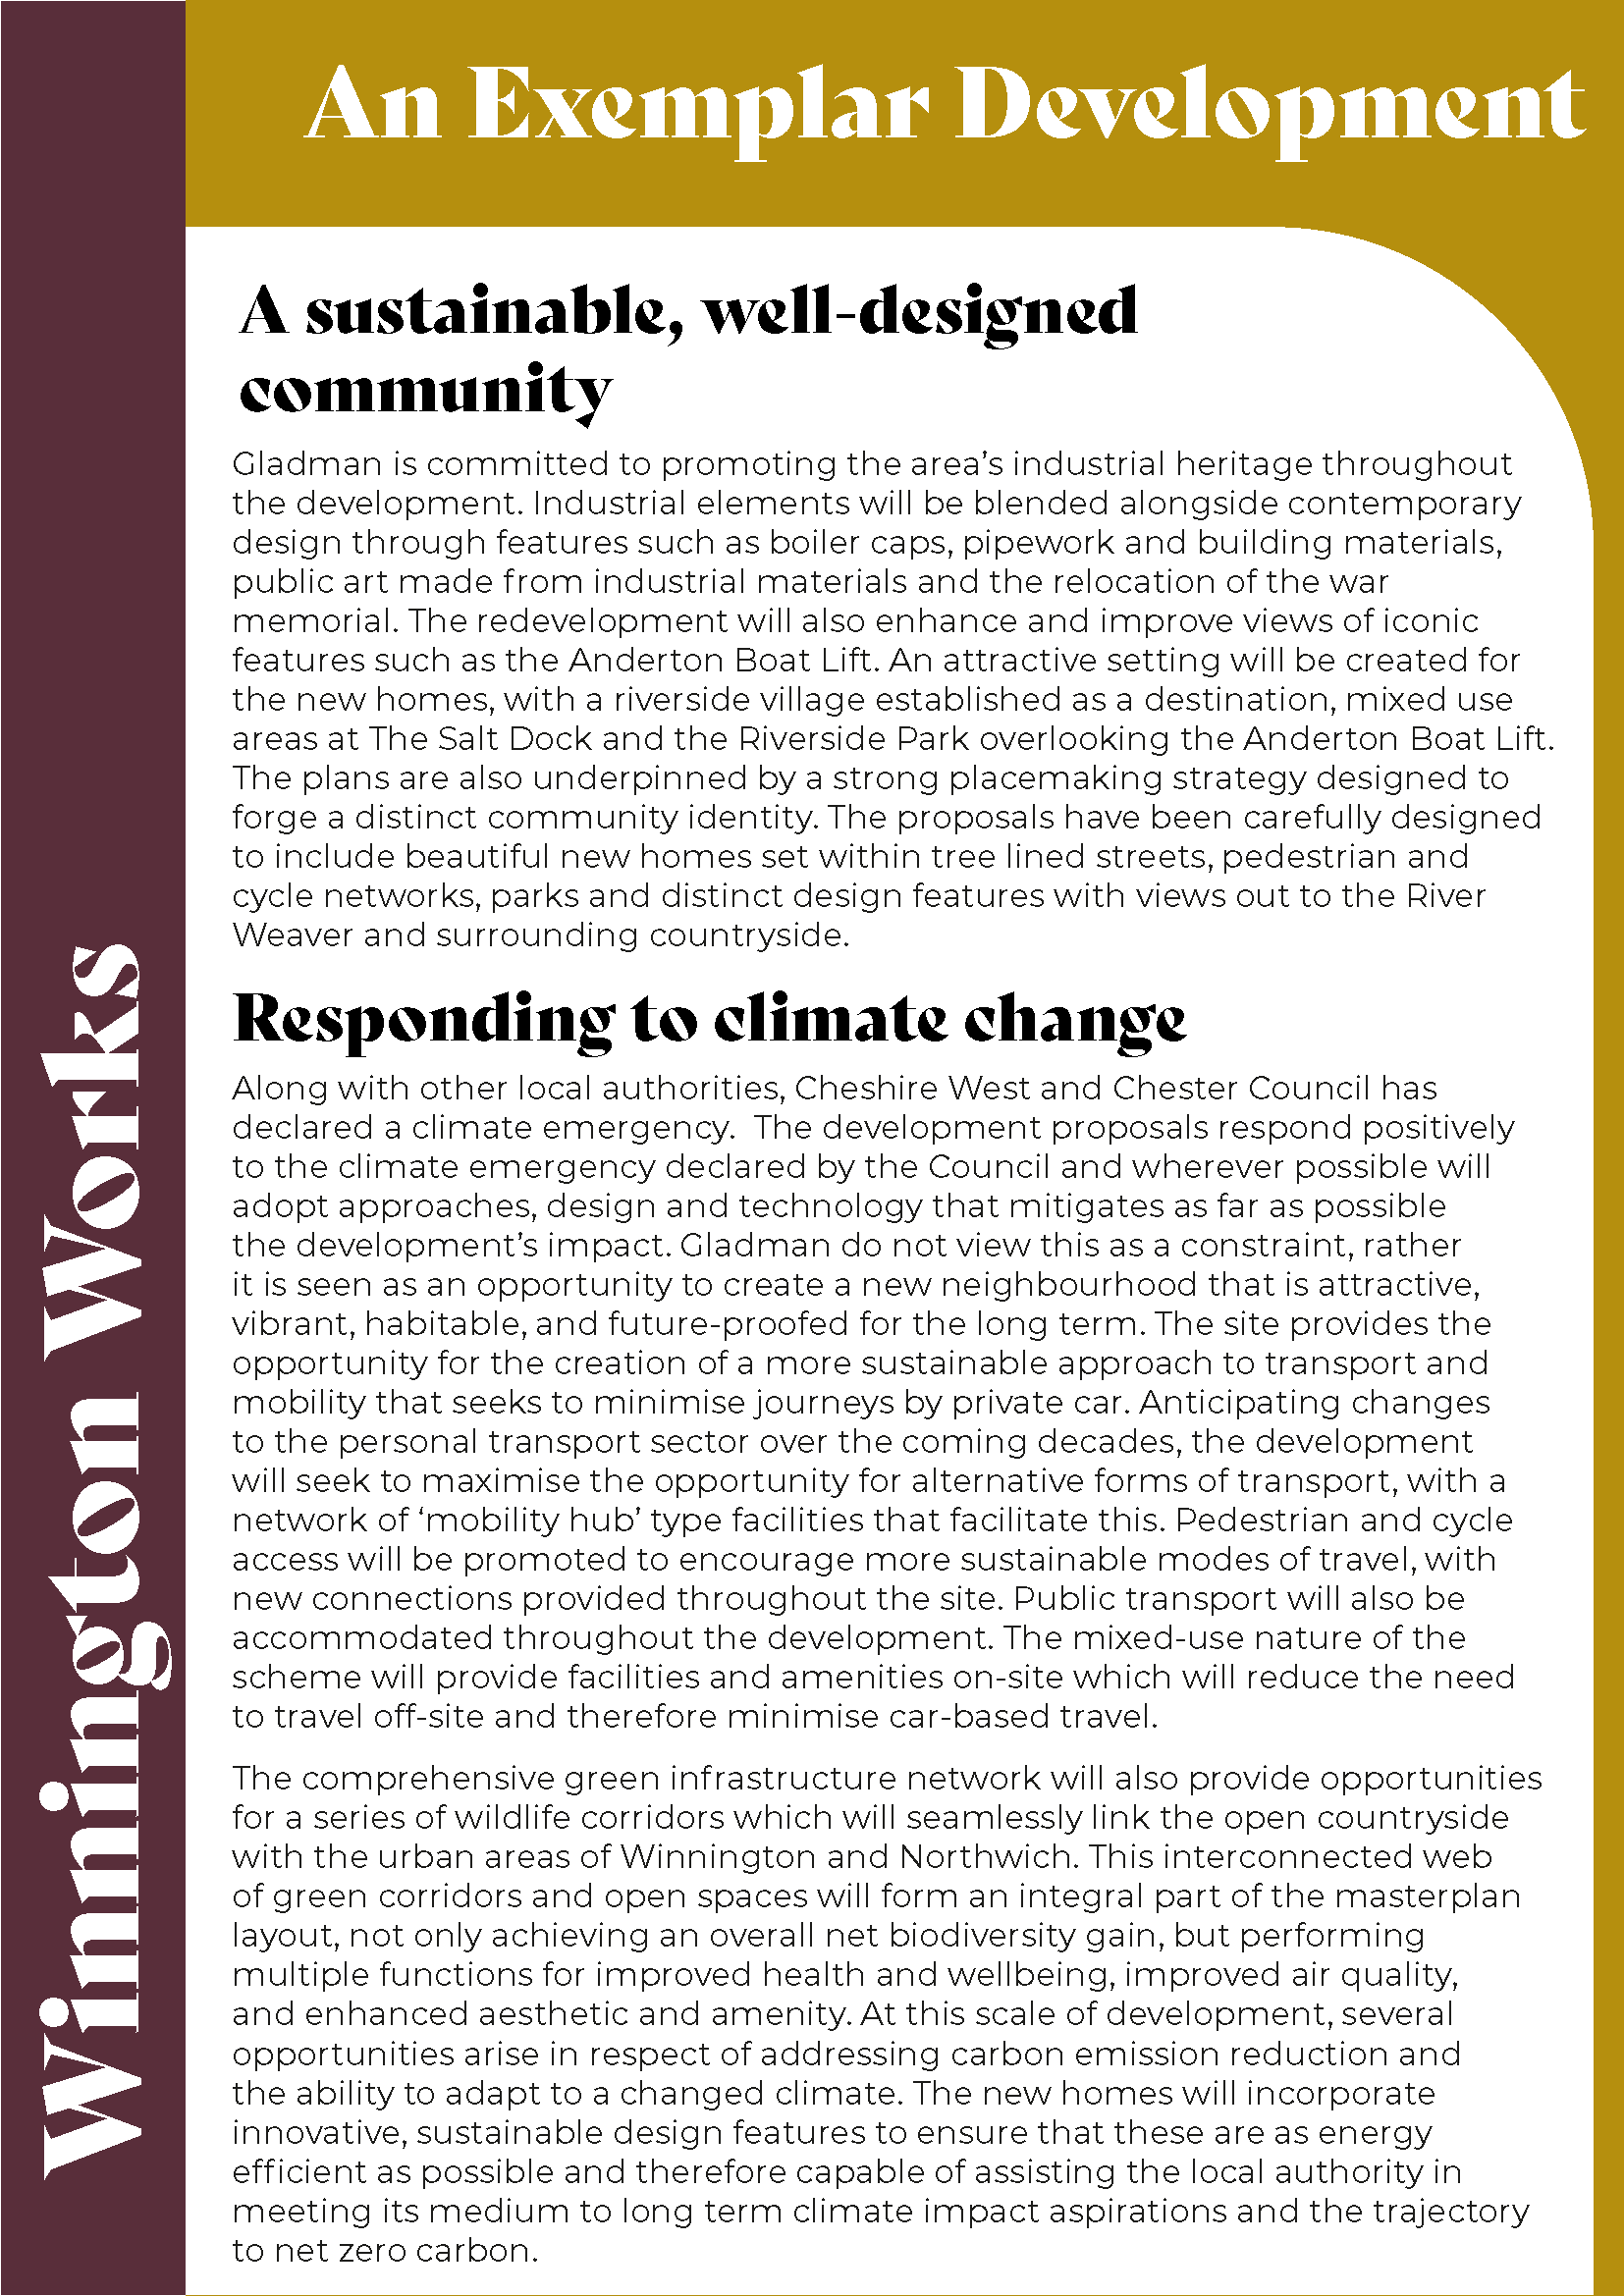 An Exemplar Development
A sustainable, well-designed
community
Gladman is committed to promoting the area’s industrial heritage throughout
the development. Industrial elements will be blended alongside contemporary
design through features such as boiler caps, pipework and building materials,
public art made from industrial materials and the relocation of the war
memorial. The redevelopment will also enhance and improve views of iconic
features such as the Anderton Boat Lift. An attractive setting will be created for
the new homes, with a riverside village established as a destination, mixed use
areas at The Salt Dock and the Riverside Park overlooking the Anderton Boat Lift.
The plans are also underpinned by a strong placemaking strategy designed to
forge a distinct community identity. The proposals have been carefully designed
to include beautiful new homes set within tree lined streets, pedestrian and
cycle networks, parks and distinct design features with views out to the River
Weaver and surrounding countryside.
Responding to climate change
Along with other local authorities, Cheshire West and Chester Council has
declared a climate emergency.  The development proposals respond positively
to the climate emergency declared by the Council and wherever possible will
adopt approaches, design and technology that mitigates as far as possible
the development’s impact. Gladman do not view this as a constraint, rather
it is seen as an opportunity to create a new neighbourhood that is attractive,
vibrant, habitable, and future-proofed for the long term. The site provides the
opportunity for the creation of a more sustainable approach to transport and
mobility that seeks to minimise journeys by private car. Anticipating changes
to the personal transport sector over the coming decades, the development
will seek to maximise the opportunity for alternative forms of transport, with a
network of ‘mobility hub’ type facilities that facilitate this. Pedestrian and cycle
access will be promoted to encourage more sustainable modes of travel, with
new connections provided throughout the site. Public transport will also be
accommodated throughout the development. The mixed-use nature of the
scheme will provide facilities and amenities on-site which will reduce the need
to travel off-site and therefore minimise car-based travel.
The comprehensive green infrastructure network will also provide opportunities
for a series of wildlife corridors which will seamlessly link the open countryside
with the urban areas of Winnington and Northwich. This interconnected web
of green corridors and open spaces will form an integral part of the masterplan
layout, not only achieving an overall net biodiversity gain, but performing
multiple functions for improved health and wellbeing, improved air quality,
and enhanced aesthetic and amenity. At this scale of development, several
opportunities arise in respect of addressing carbon emission reduction and
the ability to adapt to a changed climate. The new homes will incorporate
innovative, sustainable design features to ensure that these are as energy
efficient as possible and therefore capable of assisting the local authority in
meeting its medium to long term climate impact aspirations and the trajectory
to net zero carbon.
Winnington Works